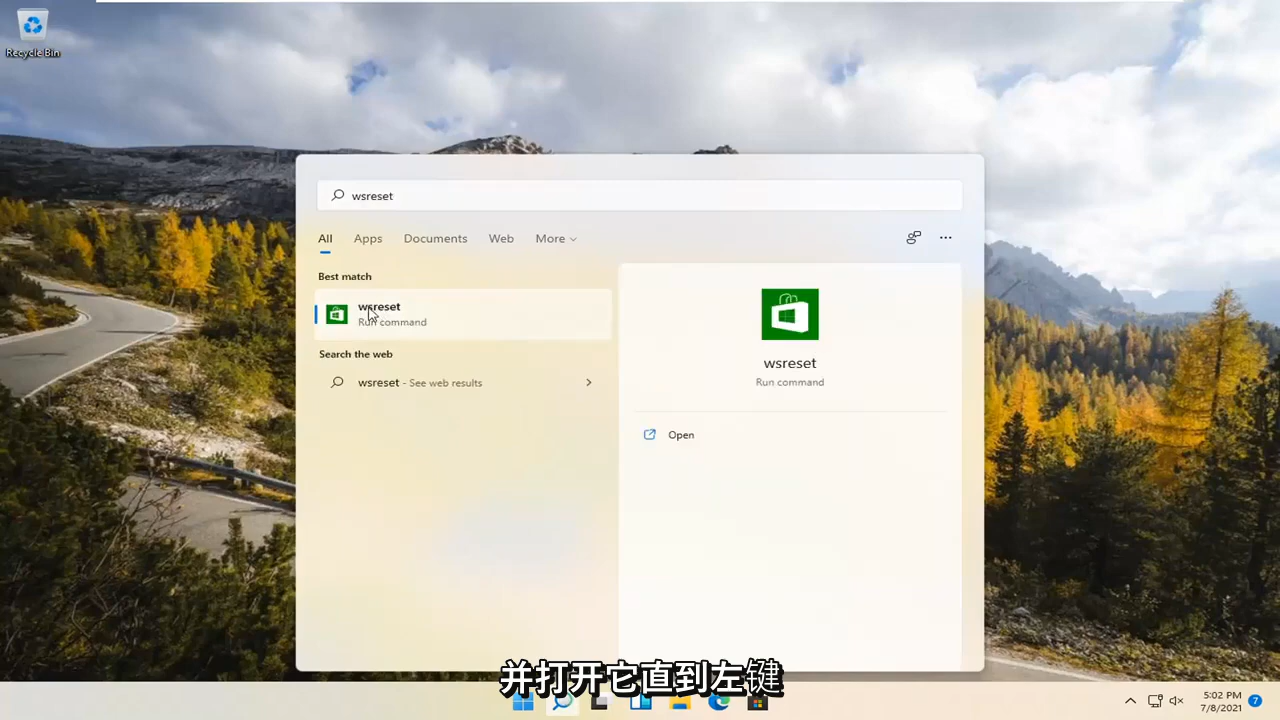 Recycle Bin
wsreset
All
Apps
Documents
Web
More
Best match
wsreset
Run command
Search the web
wsreset - See web results
wsreset
Run command
Open
并打开它直到左键
5:02 PM
7/8/2021
7